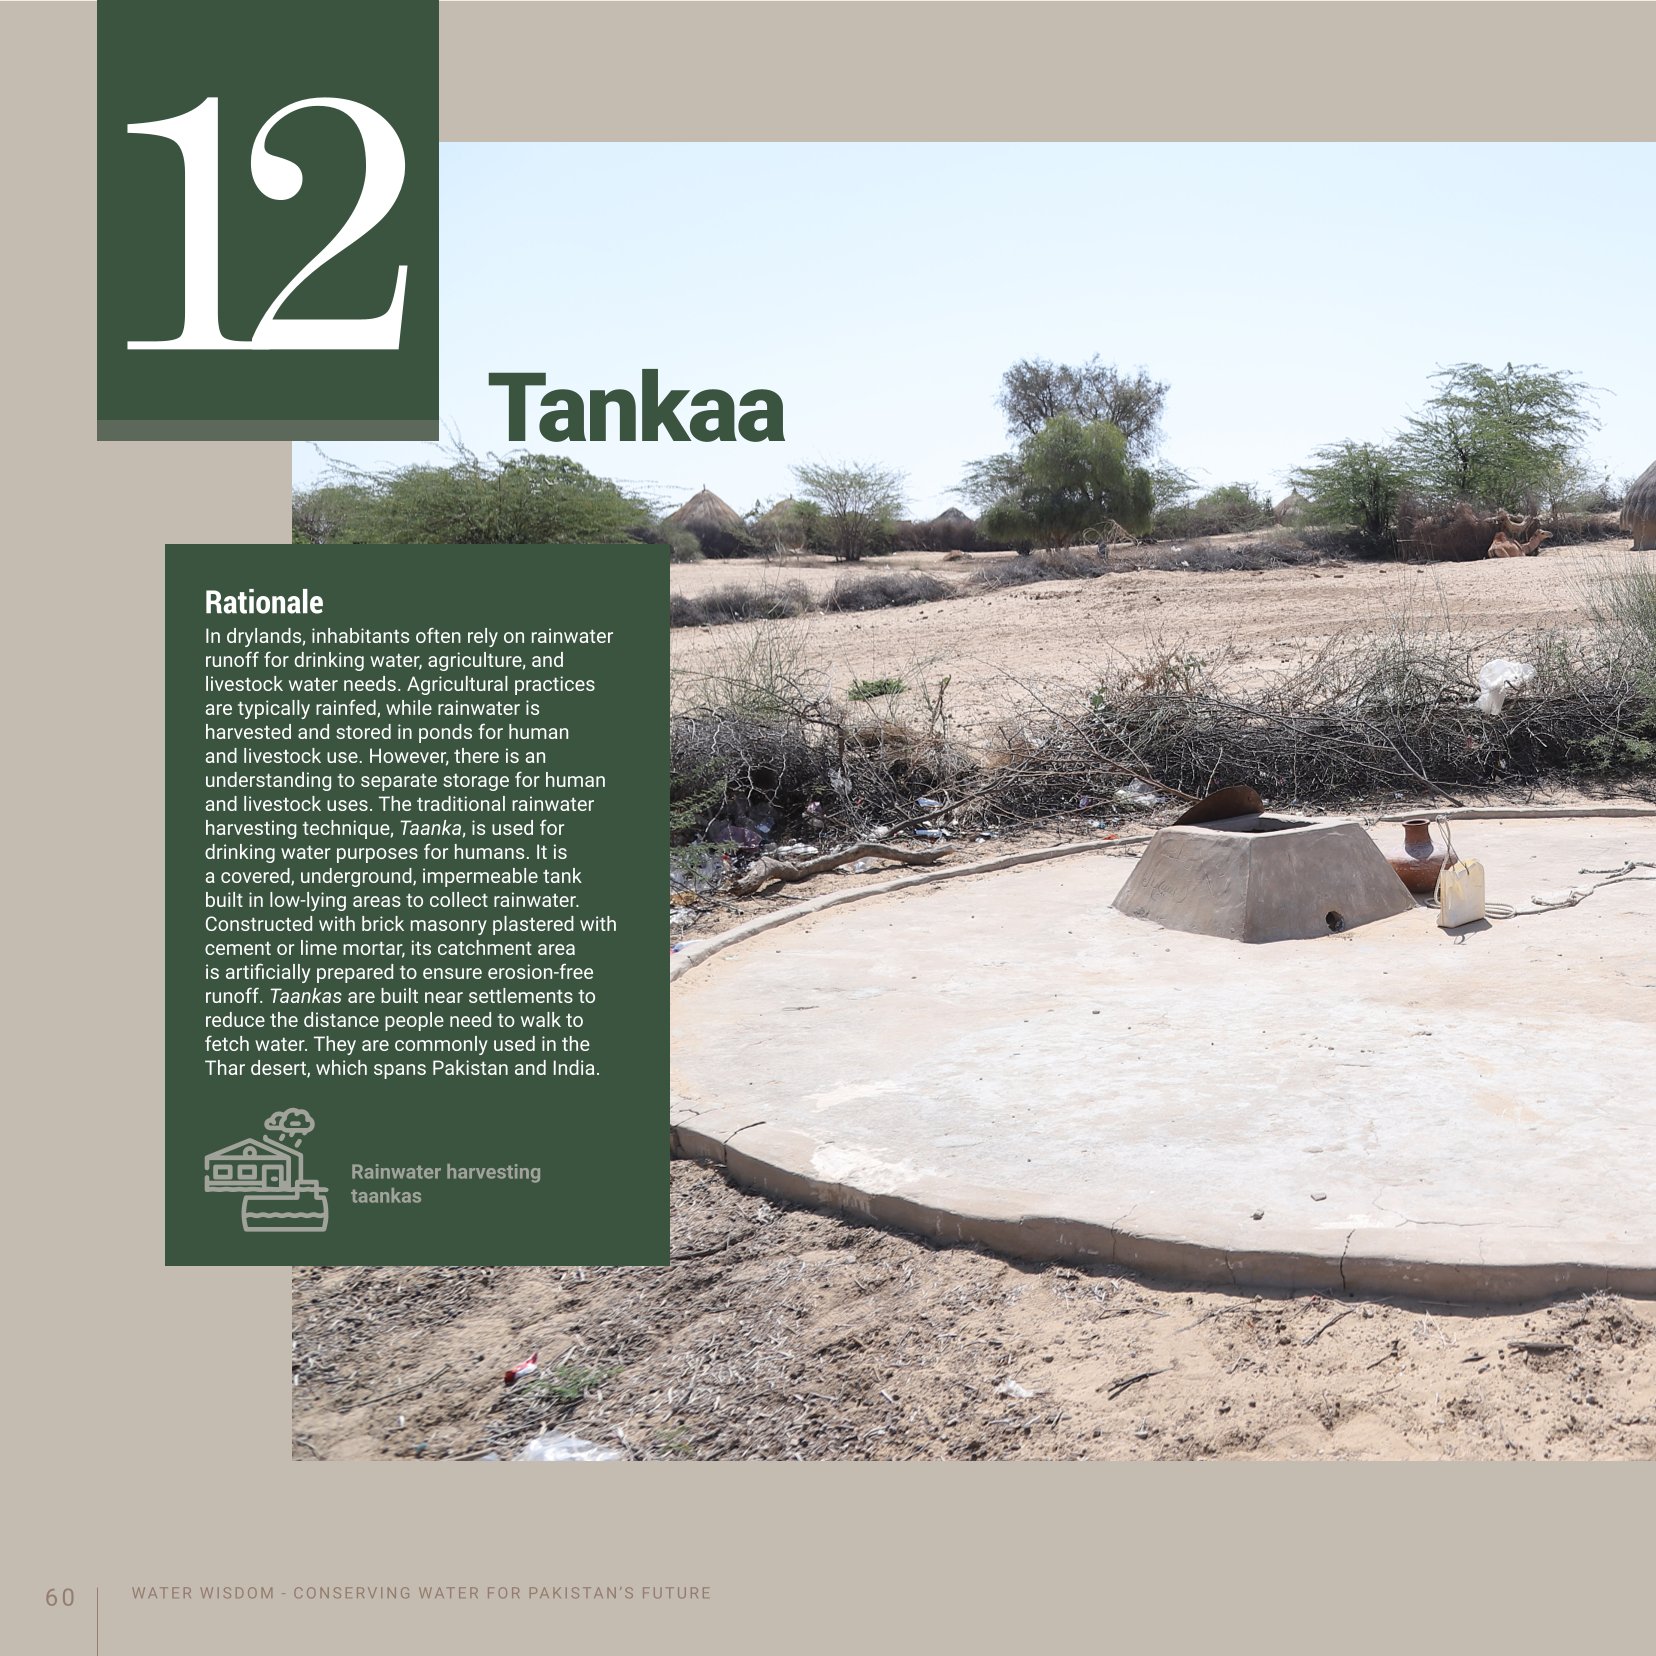 12
Tankaa
Rationale
In drylands, inhabitants often rely on rainwater
runoff for drinking water, agriculture, and
livestock water needs. Agricultural practices
are typically rainfed, while rainwater is
harvested and stored in ponds for human
and livestock use. However, there is an
understanding to separate storage for human
and livestock uses. The traditional rainwater
harvesting technique, Taanka, is used for
drinking water purposes for humans. It is
a covered, underground, impermeable tank
built in low-lying areas to collect rainwater.
Constructed with brick masonry plastered with
cement or lime mortar, its catchment area
is artificially prepared to ensure erosion-free
runoff. Taankas are built near settlements to
reduce the distance people need to walk to
fetch water. They are commonly used in the
Thar desert, which spans Pakistan and India.
Rainwater harvesting
taankas
60
WATER WISDOM - CONSERVING WATER FOR PAKISTAN'S FUTURE